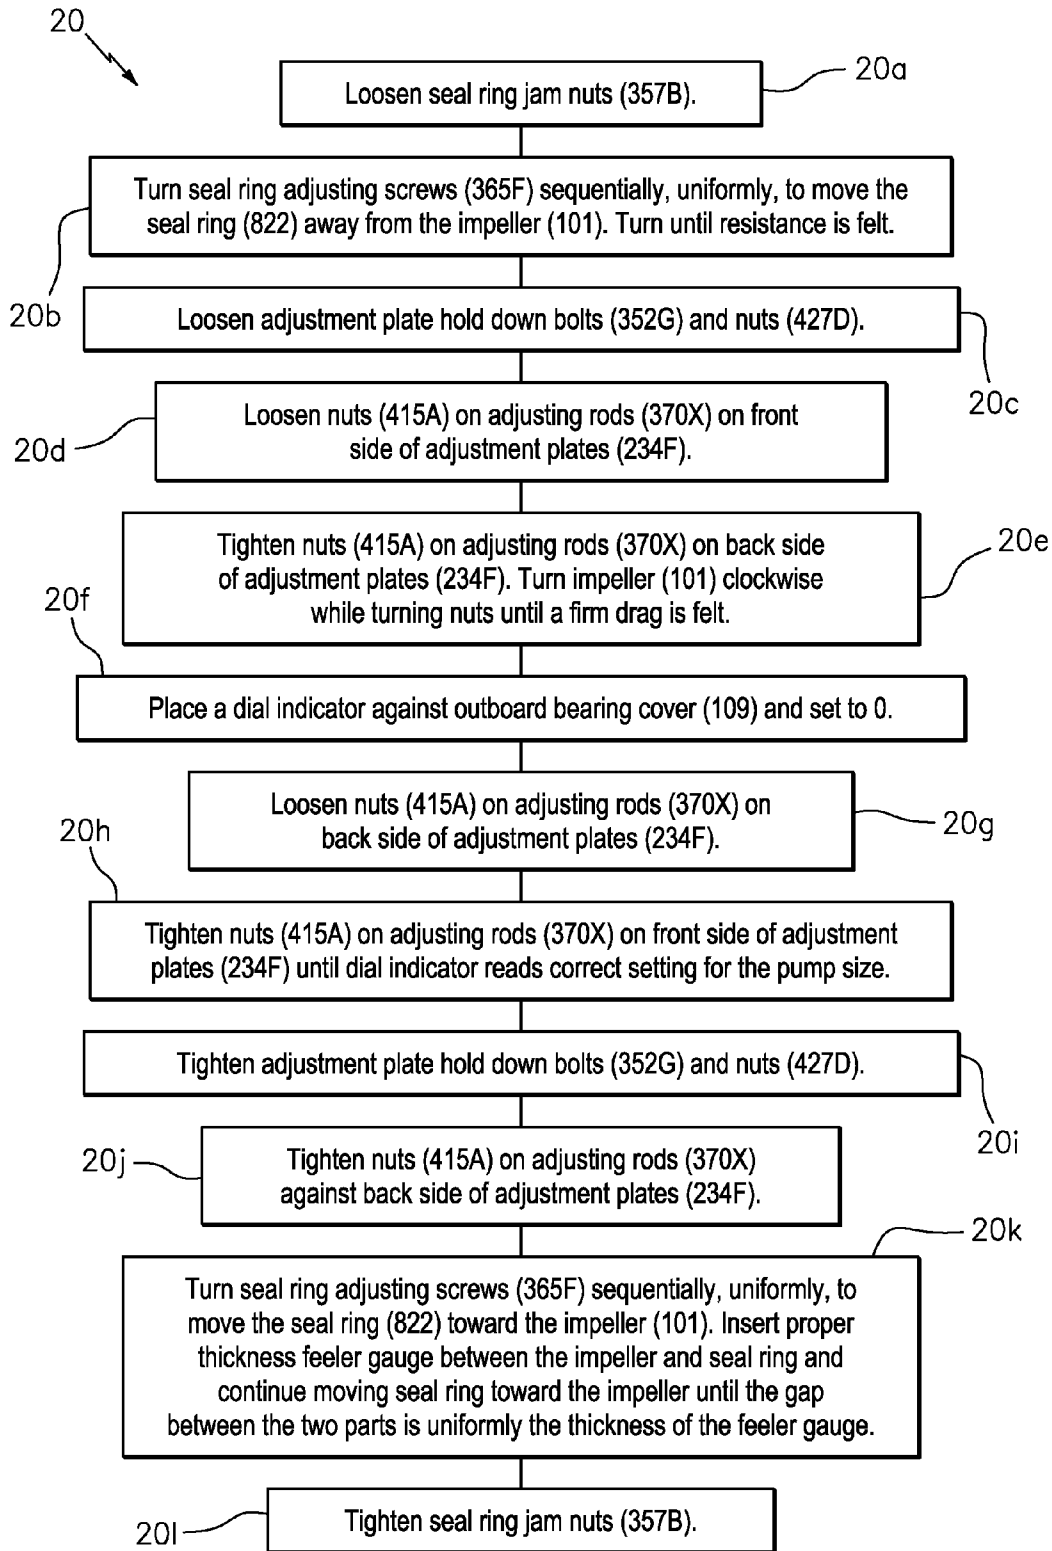 20
Loosen seal ring jam nuts (357B).
20a
Turn seal ring adjusting screws (365F) sequentially, uniformly, to move the
seal ring (822) away from the impeller (101). Turn until resistance is felt.
20b
Loosen adjustment plate hold down bolts (352G) and nuts (427D).
20c
Loosen nuts (415A) on adjusting rods (370X) on front
side of adjustment plates (234F).
20d
Tighten nuts (415A) on adjusting rods (370X) on back side
of adjustment plates (234F). Turn impeller (101) clockwise
while turning nuts until a firm drag is felt.
20e
20f
Place a dial indicator against outboard bearing cover (109) and set to 0.
Loosen nuts (415A) on adjusting rods (370X) on
back side of adjustment plates (234F).
20g
20h
Tighten nuts (415A) on adjusting rods (370X) on front side of adjustment
plates (234F) until dial indicator reads correct setting for the pump size.
Tighten adjustment plate hold down bolts (352G) and nuts (427D).
20i
20j
Tighten nuts (415A) on adjusting rods (370X)
against back side of adjustment plates (234F).
20k
Turn seal ring adjusting screws (365F) sequentially, uniformly, to
move the seal ring (822) toward the impeller (101). Insert proper
thickness feeler gauge between the impeller and seal ring and
continue moving seal ring toward the impeller until the gap
between the two parts is uniformly the thickness of the feeler gauge.
Tighten seal ring jam nuts (357B).
20l